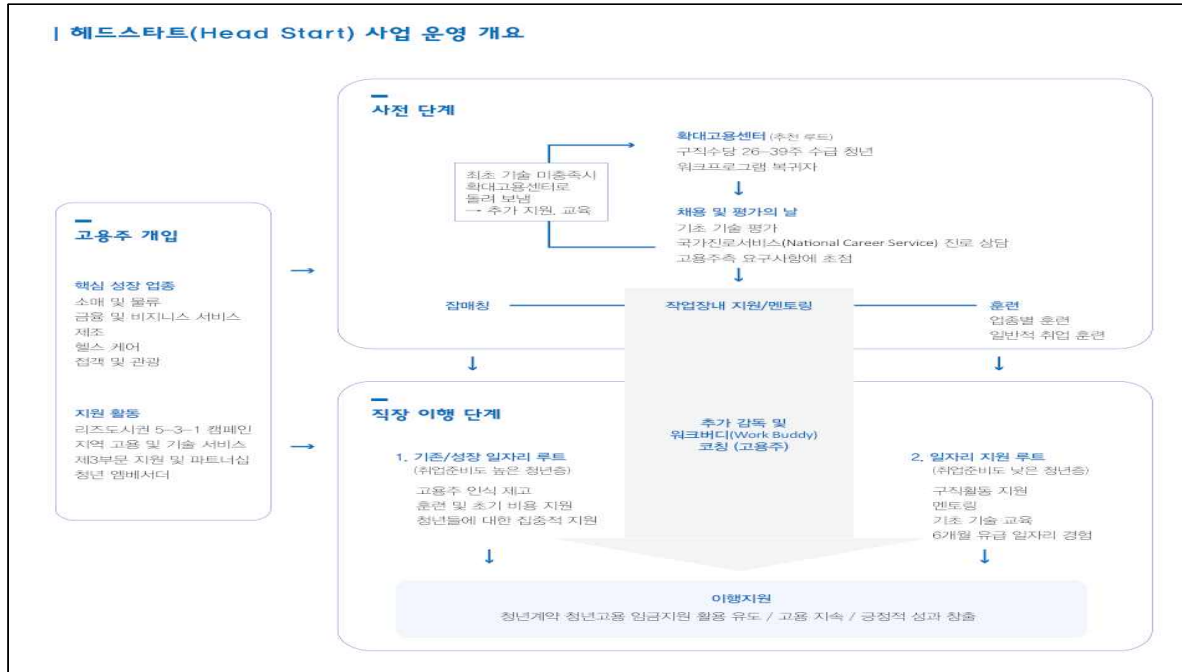 | 헤드스타트(Head Start) 사업 운영 개요
고용주 개입
핵심 성장 업종
소매 및 물류
금융 및 비지니스 서비스
제조
헬스 케어
접객 및 관광
지원 활동
리즈도시권 5-3-1 캠페인
지역 고용 및 기술 서비스
제3부문 지원 및 파트너십
청년 엠베서더
사전 단계
최초 기술 미충족시
확대고용센터로
돌려 보냄
→ 추가 지원, 교육
확대고용센터 (추천 루트)
구직수당 26-39주 수급 청년
워크프로그램 복귀자
채용 및 평가의 날
기초 기술 평가
국가진로서비스(National Career Service) 진로 상담
고용주측 요구사항에 초점
잡매칭
작업장내 지원/멘토링
훈련
업종별 훈련
일반적 취업 훈련
직장 이행 단계
1. 기존/성장 일자리 루트
(취업준비도 높은 청년층)
고용주 인식 제고
훈련 및 초기 비용 지원
청년들에 대한 집중적 지원
추가 감독 및
워크버디(Work Buddy)
코칭 (고용주)
2. 일자리 지원 루트
(취업준비도 낮은 청년층)
구직활동 지원
멘토링
기초 기술 교육
6개월 유급 일자리 경험
이행지원
청년계약 청년고용 임금지원 활용 유도 / 고용 지속 / 긍정적 성과 창출